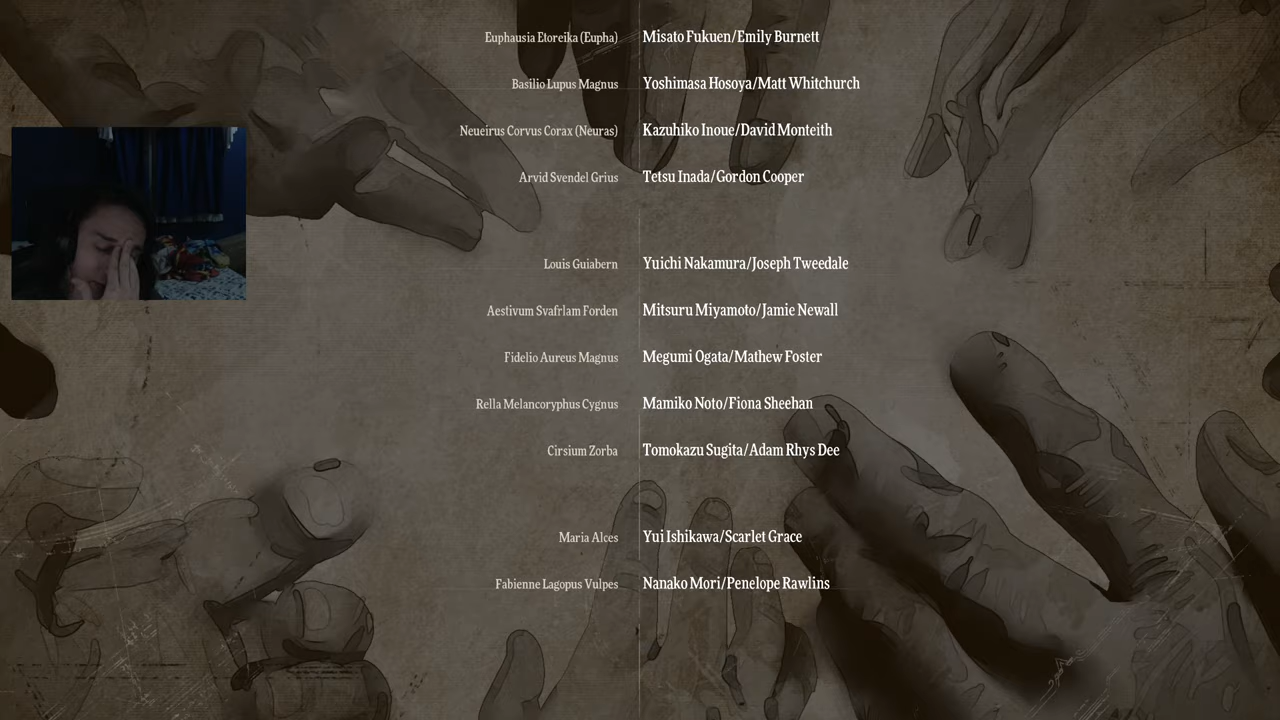 Euphausia Etoreika (Eupha) Misato Fukuen/Emily Burnett
Basilio Lupus Magnus Yoshimasa Hosoya/Matt Whitchurch
Neueirus Corvus Corax (Neuras) Kazuhiko Inoue/David Monteith
Arvid Svendel Grius Tetsu Inada/Gordon Cooper
Louis Guiabern Yuichi Nakamura/Joseph Tweedale
Aestivum Svafrlam Forden Mitsuru Miyamoto/Jamie Newall
Fidelio Aureus Magnus Megumi Ogata/Mathew Foster
Rella Melancoryphus Cygnus Mamiko Noto/Fiona Sheehan
Cirsium Zorba Tomokazu Sugita/Adam Rhys Dee
Maria Alces Yui Ishikawa/Scarlet Grace
Fabienne Lagopus Vulpes Nanako Mori/Penelope Rawlins